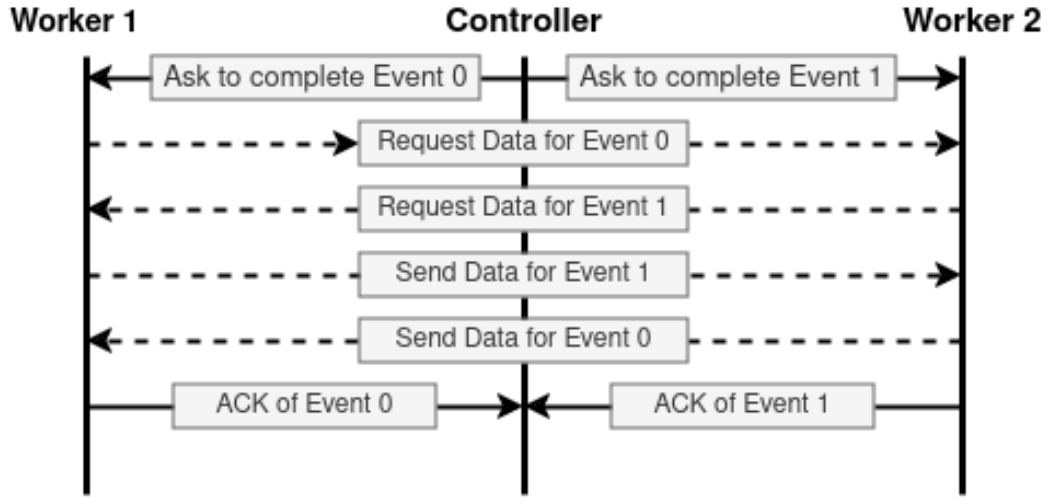 Worker 1
Controller
Worker 2
Ask to complete Event 0
Ask to complete Event 1
Request Data for Event 0
Request Data for Event 1
Send Data for Event 1
Send Data for Event 0
ACK of Event 0
ACK of Event 1